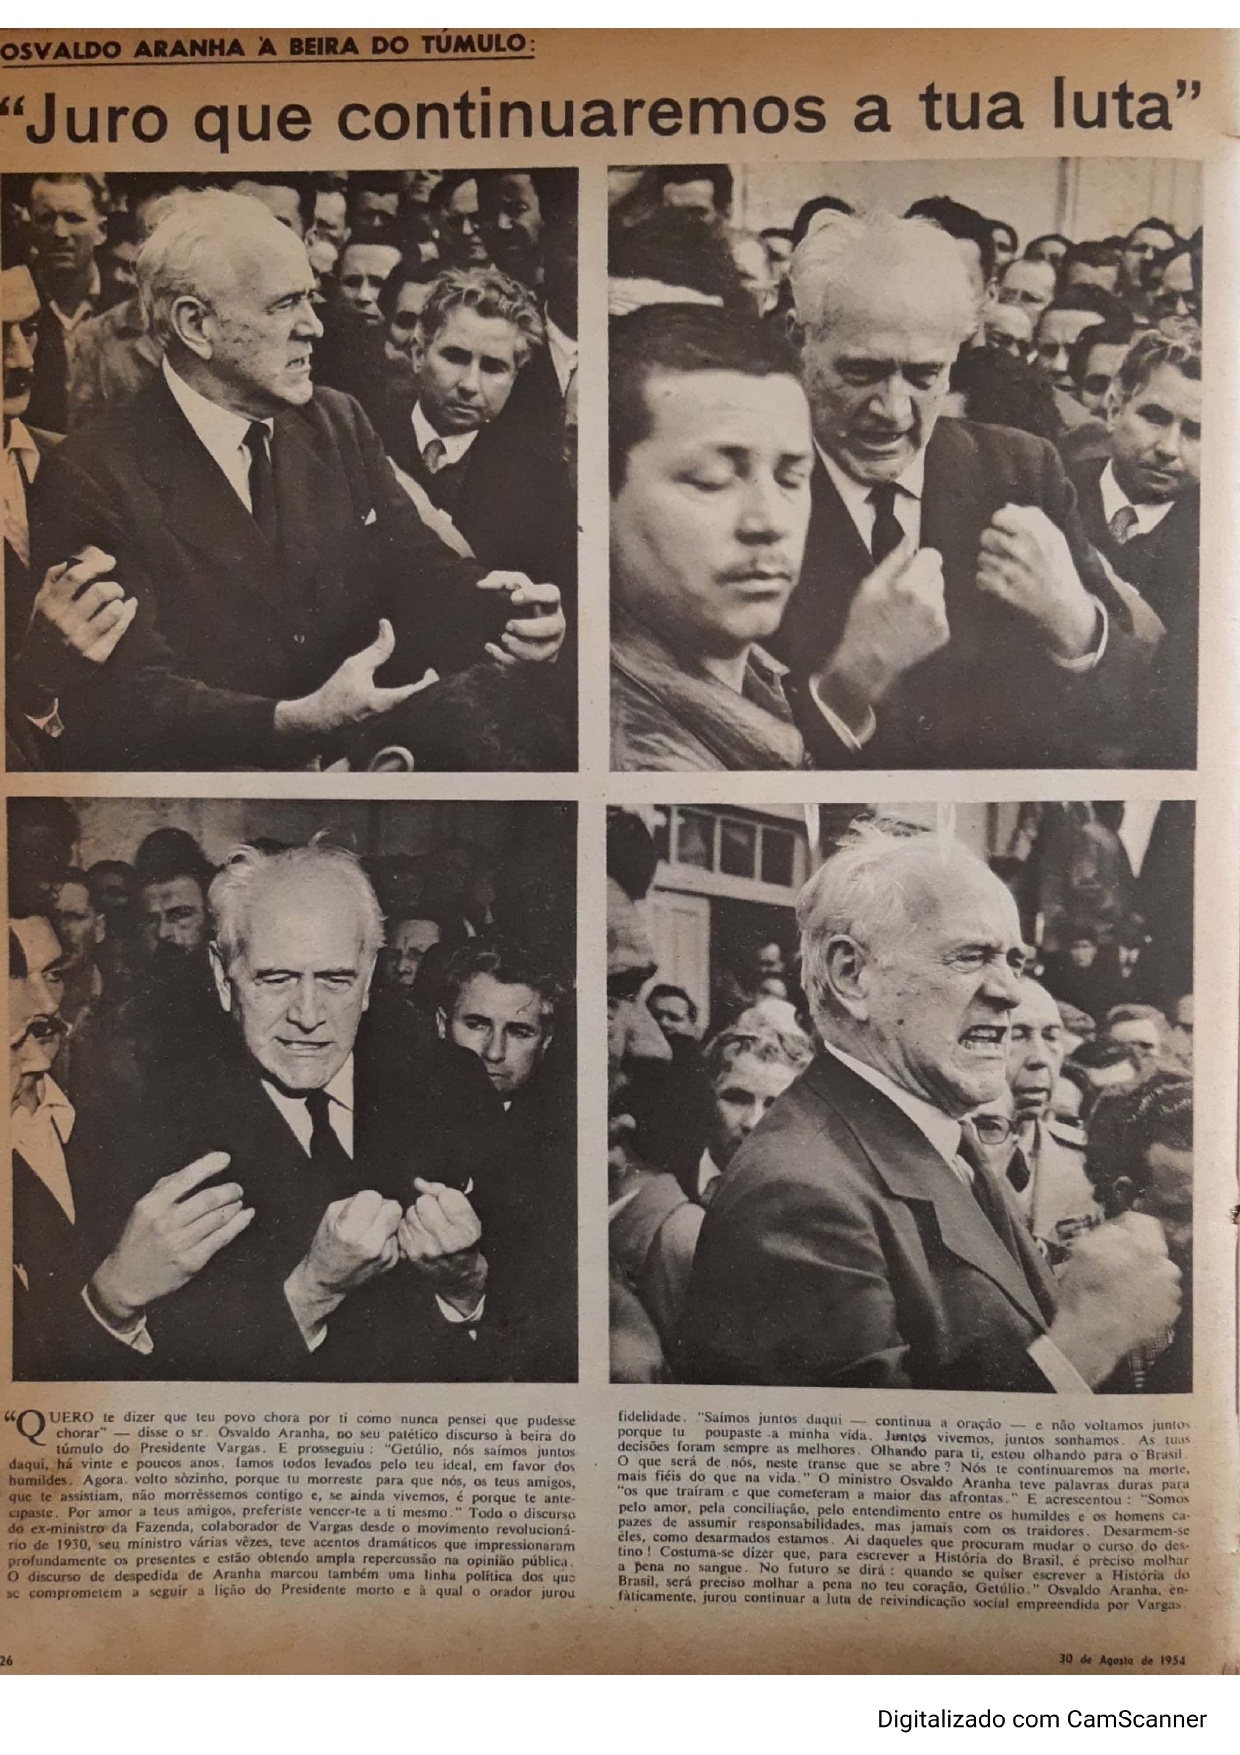 OSVALDO ARANHA À BEIRA DO TÚMULO:
“Juro que continuaremos a tua luta”
“QUERO te dizer que teu povo chora por ti como nunca pensei que pudesse
chorar” — disse o sr. Osvaldo Aranha, no seu patético discurso à beira do
túmulo do Presidente Vargas. E prosseguiu : “Getúlio, nós saímos juntos
daqui, há vinte e poucos anos. Iamos todos levados pelo teu ideal, em favor dos
humildes. Agora, volto sòzinho, porque tu morreste para que nós, os teus amigos,
que te assistiam, não morrêssemos contigo e, se ainda vivemos, é porque te ante-
cipaste. Por amor a teus amigos, preferiste vencer-te a ti mesmo.” Todo o discurso
do ex-ministro da Fazenda, colaborador de Vargas desde o movimento revolucioná-
rio de 1930, seu ministro várias vêzes, teve acentos dramáticos que impressionaram
profundamente os presentes e estão obtendo ampla repercussão na opinião pública.
O discurso de despedida de Aranha marcou também uma linha política dos que
se comprometem a seguir a lição do Presidente morto e à qual o orador jurou
fidelidade. “Saímos juntos daqui — continua a oração — e não voltamos juntos
porque tu poupaste a minha vida. Juntos vivemos, juntos sonhamos. As tuas
decisões foram sempre as melhores. Olhando para ti, estou olhando para o Brasil.
O que será de nós, neste transe que se abre ? Nós te continuaremos na morte,
mais fiéis do que na vida.” O ministro Osvaldo Aranha teve palavras duras para
“os que traíram e que cometeram a maior das afrontas.” E acrescentou : “Somos
pelo amor, pela conciliação, pelo entendimento entre os humildes e os homens ca-
pazes de assumir responsabilidades, mas jamais com os traidores. Desarmem-se
êles, como desarmados estamos. Ai daqueles que procuram mudar o curso do des-
tino ! Costuma-se dizer que, para escrever a História do Brasil, é preciso molhar
a pena no sangue. No futuro se dirá : quando se quiser escrever a História do
Brasil, será preciso molhar a pena no teu coração, Getúlio.” Osvaldo Aranha, en-
fàticamente, jurou continuar a luta de reivindicação social empreendida por Vargas.
26
30 de Agosto de 1954
Digitalizado com CamScanner